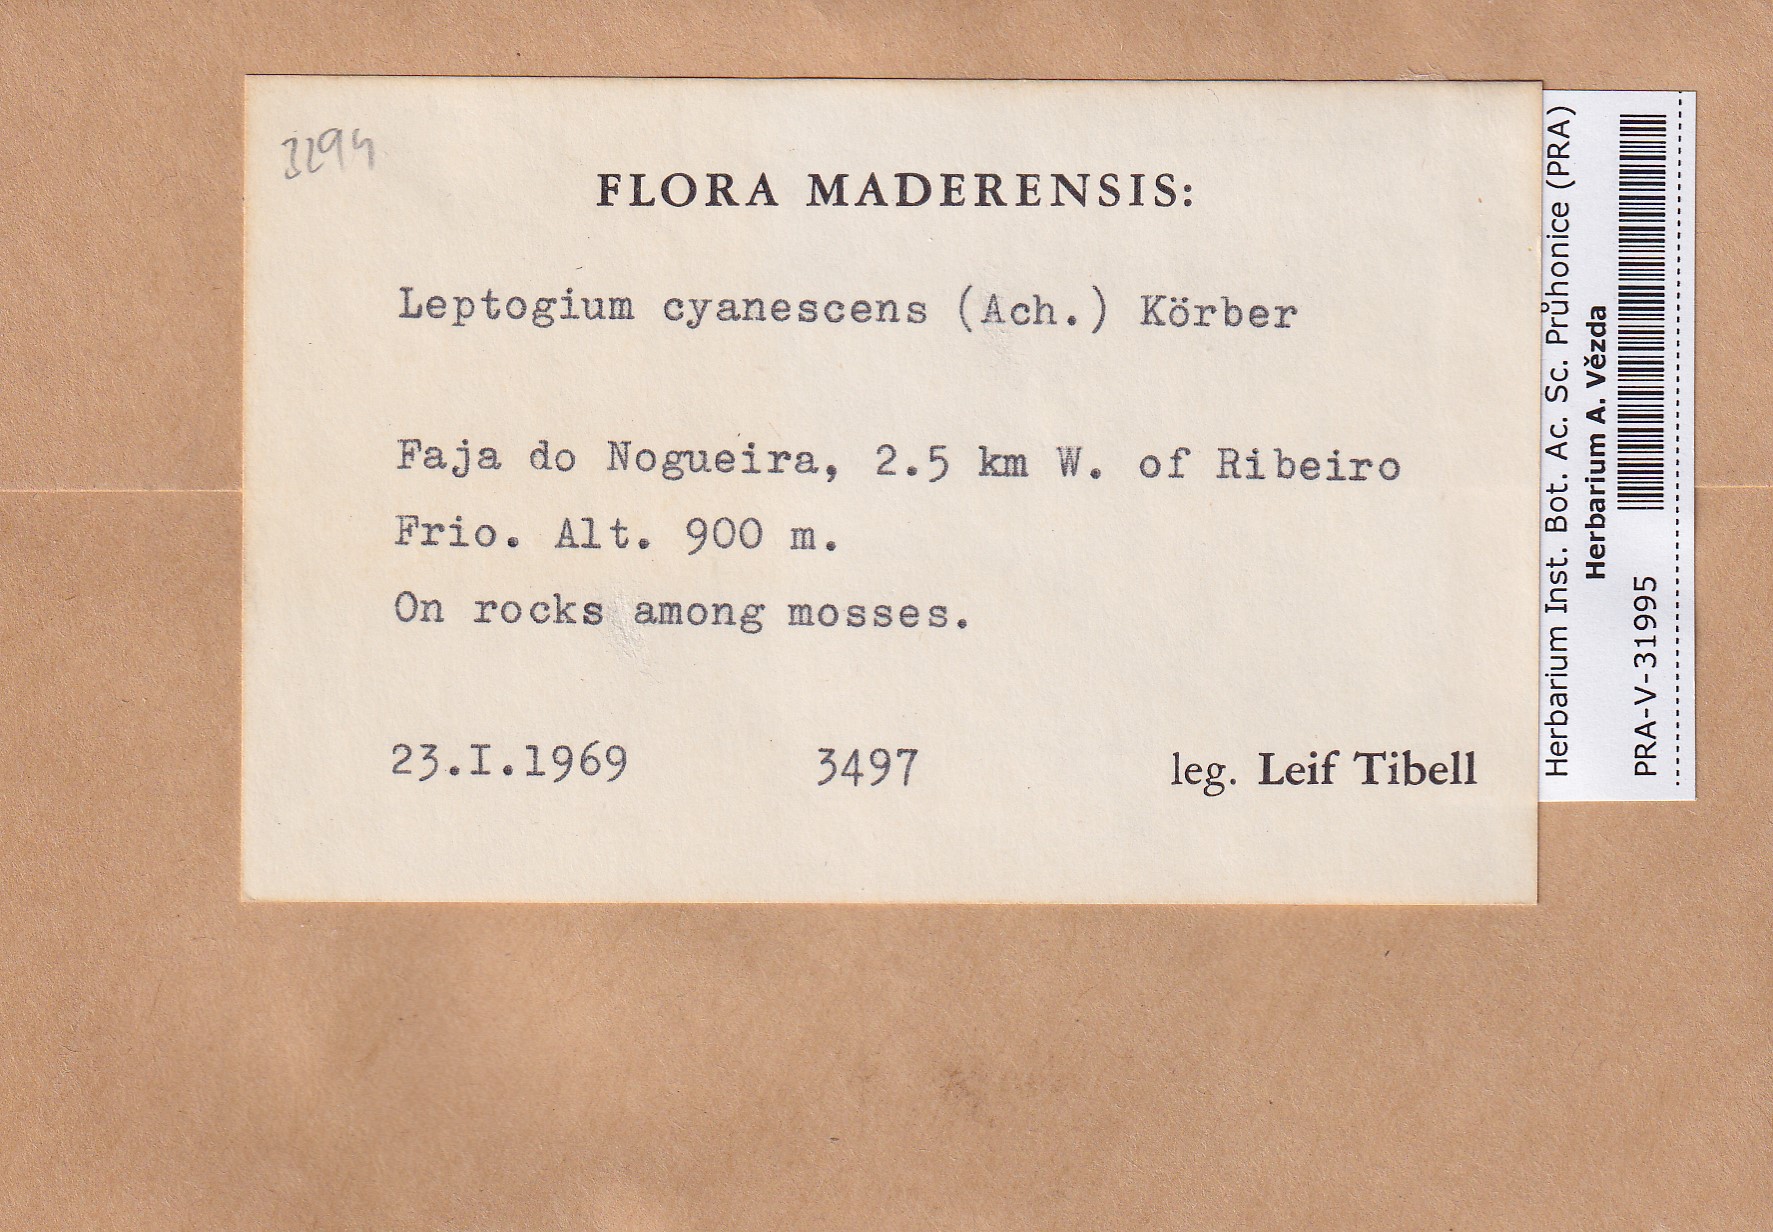 3294
FLORA MADERENSIS:
Leptogium cyanescens (Ach.) Körber
Faja do Nogueira, 2.5 km W. of Ribeiro
Frio. Alt. 900 m.
On rocks among mosses.
23.I.1969 3497 leg. Leif Tibell
Herbarium Inst. Bot. Ac. Sc. Průhonice (PRA)
Herbarium A. Vězda
PRA-V-31995